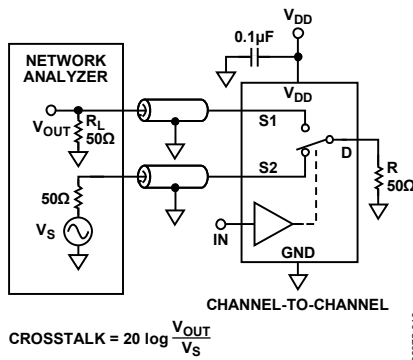 V_DD
0.1µF
NETWORK
ANALYZER
V_DD
V_OUT
R_L
50Ω
S1
D
S2
R
50Ω
50Ω
V_S
IN
GND
CHANNEL-TO-CHANNEL
CROSSTALK = 20 log V_OUT/V_S